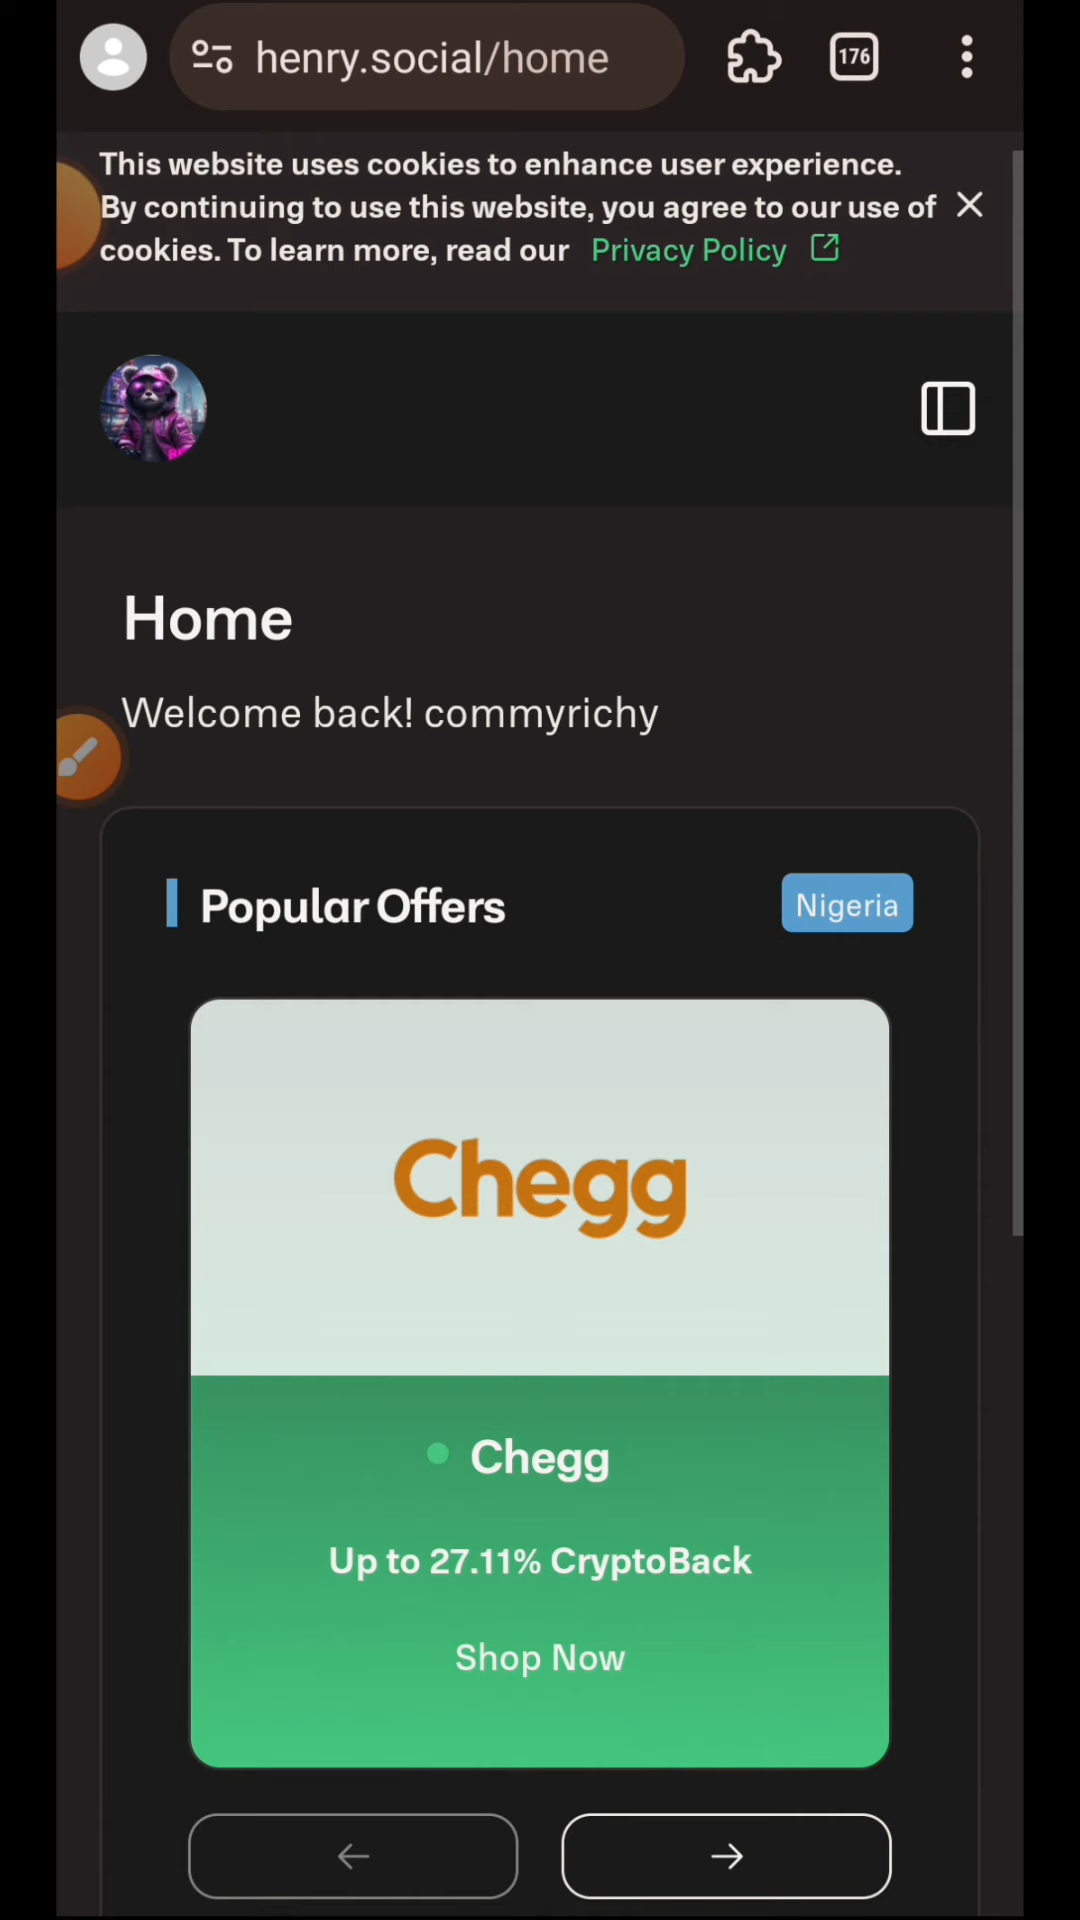 henry.social/home
176
This website uses cookies to enhance user experience.
By continuing to use this website, you agree to our use of
cookies. To learn more, read our Privacy Policy
Home
Welcome back! commyrichy
Popular Offers
Nigeria
Chegg
Chegg
Up to 27.11% CryptoBack
Shop Now